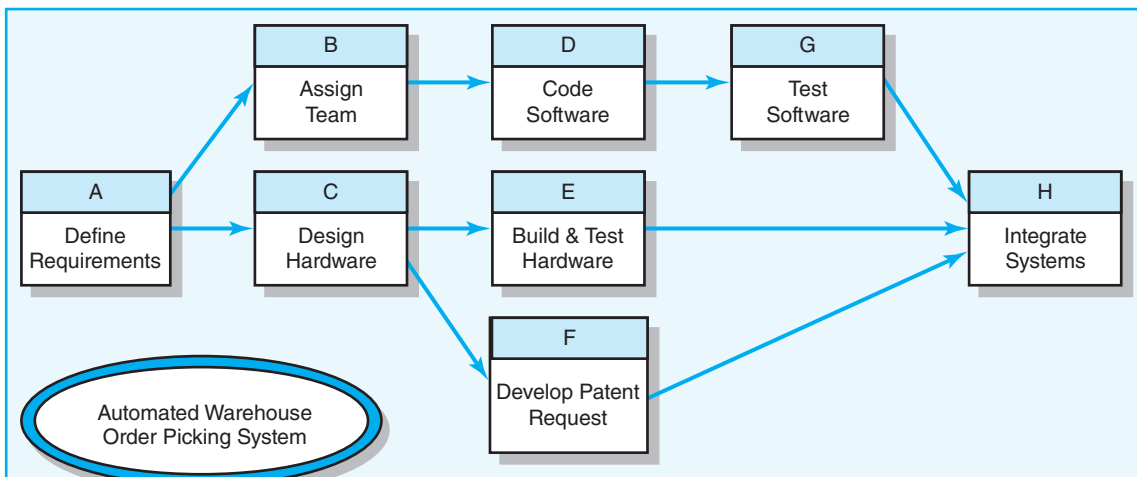 B
Assign
Team
D
Code
Software
G
Test
Software
A
Define
Requirements
C
Design
Hardware
E
Build & Test
Hardware
H
Integrate
Systems
F
Develop Patent
Request
Automated Warehouse
Order Picking System